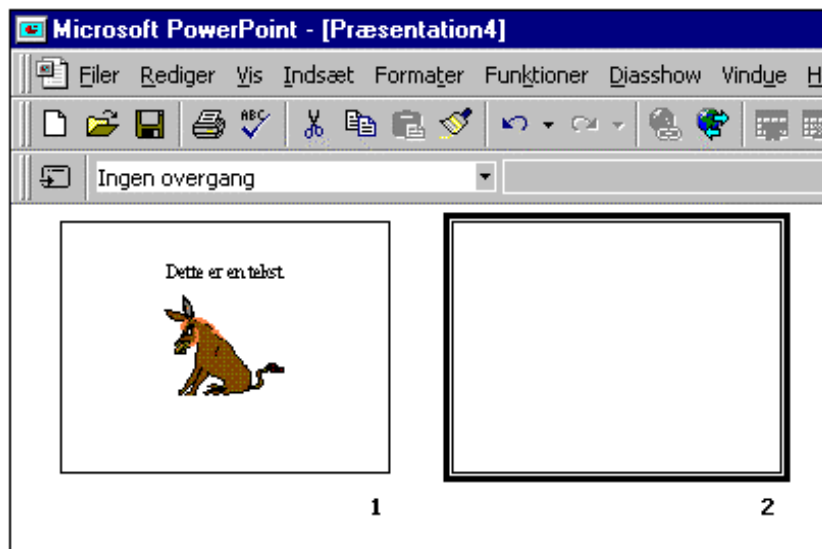 Microsoft PowerPoint - [Præsentation4]
Filer Rediger Vis Indsæt Formater Funktioner Diasshow Vindue H
ABC
Ingen overgang
Dette er en tekst.
1 2